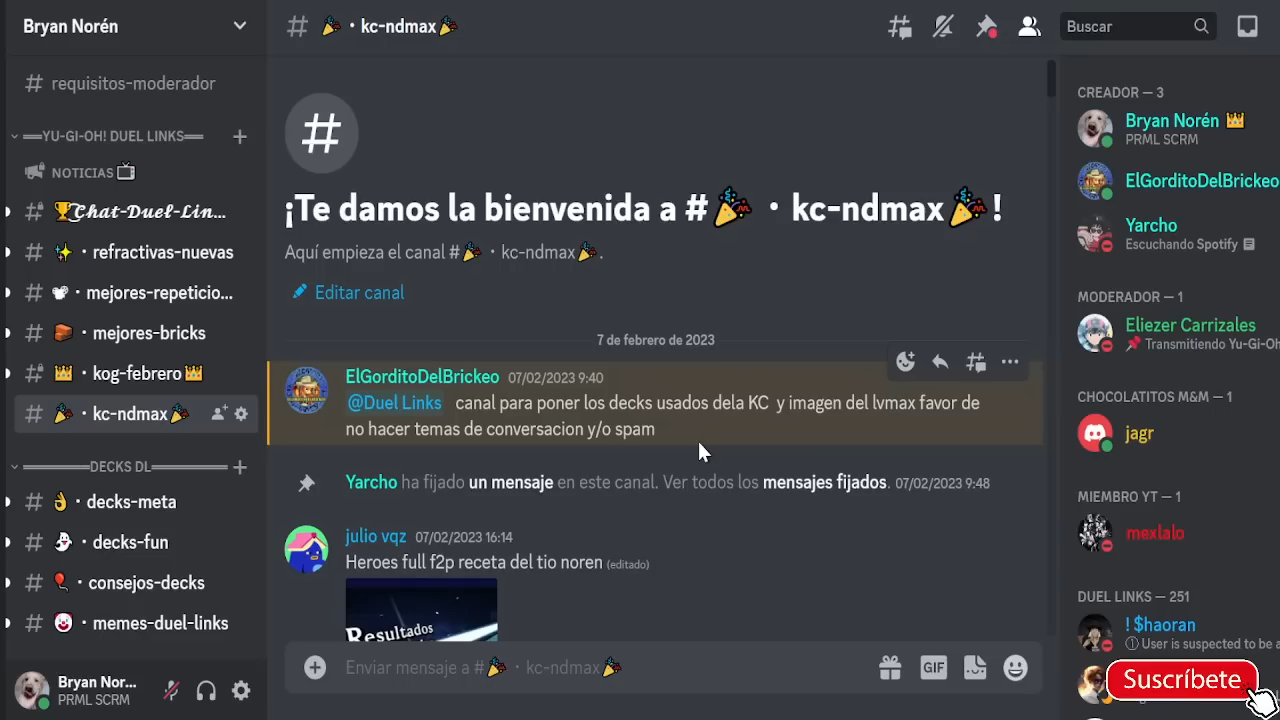 Bryan Norén
requisitos-moderador
YU-GI-OH! DUEL LINKS
NOTICIAS
Chat-Duel-Lin...
refractivas-nuevas
mejores-repeticio...
mejores-bricks
kog-febrero
kc-ndmax
DECKS DL
decks-meta
decks-fun
consejos-decks
memes-duel-links
Bryan Nor...
PRML SCRM
# 🎉・kc-ndmax🎉
¡Te damos la bienvenida a #🎉・kc-ndmax🎉!
Aquí empieza el canal #🎉・kc-ndmax🎉.
Editar canal
7 de febrero de 2023
ElGorditoDelBrickeo 07/02/2023 9:40
@Duel Links canal para poner los decks usados dela KC y imagen del lvmax favor de
no hacer temas de conversacion y/o spam
Yarcho ha fijado un mensaje en este canal. Ver todos los mensajes fijados. 07/02/2023 9:48
julio vqz 07/02/2023 16:14
Heroes full f2p receta del tio noren (editado)
Resultados
Enviar mensaje a #🎉・kc-ndmax🎉
GIF
Buscar
CREADOR — 3
Bryan Norén
PRML SCRM
ElGorditoDelBrickeo
Yarcho
Escuchando Spotify
MODERADOR — 1
Eliezer Carrizales
Transmitiendo Yu-Gi-Oh
CHOCOLATITOS M&M — 1
jagr
MIEMBRO YT — 1
mexlalo
DUEL LINKS — 251
! $haoran
User is suspected to be a
Suscríbete